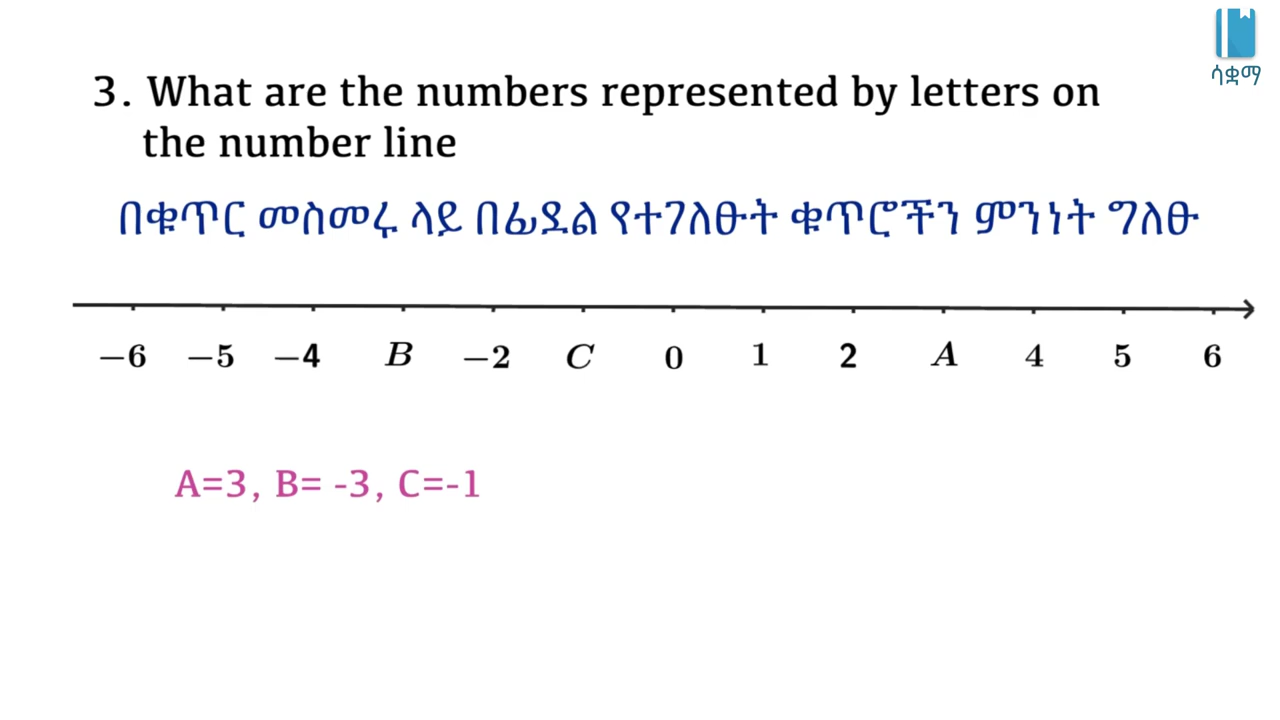 ሳቋማ
3. What are the numbers represented by letters on
the number line
በቁጥር መስመሩ ላይ በፊደል የተገለፁት ቁጥሮችን ምንነት ግለፁ
−6 −5 −4 B −2 C 0 1 2 A 4 5 6
A=3, B= -3, C=-1